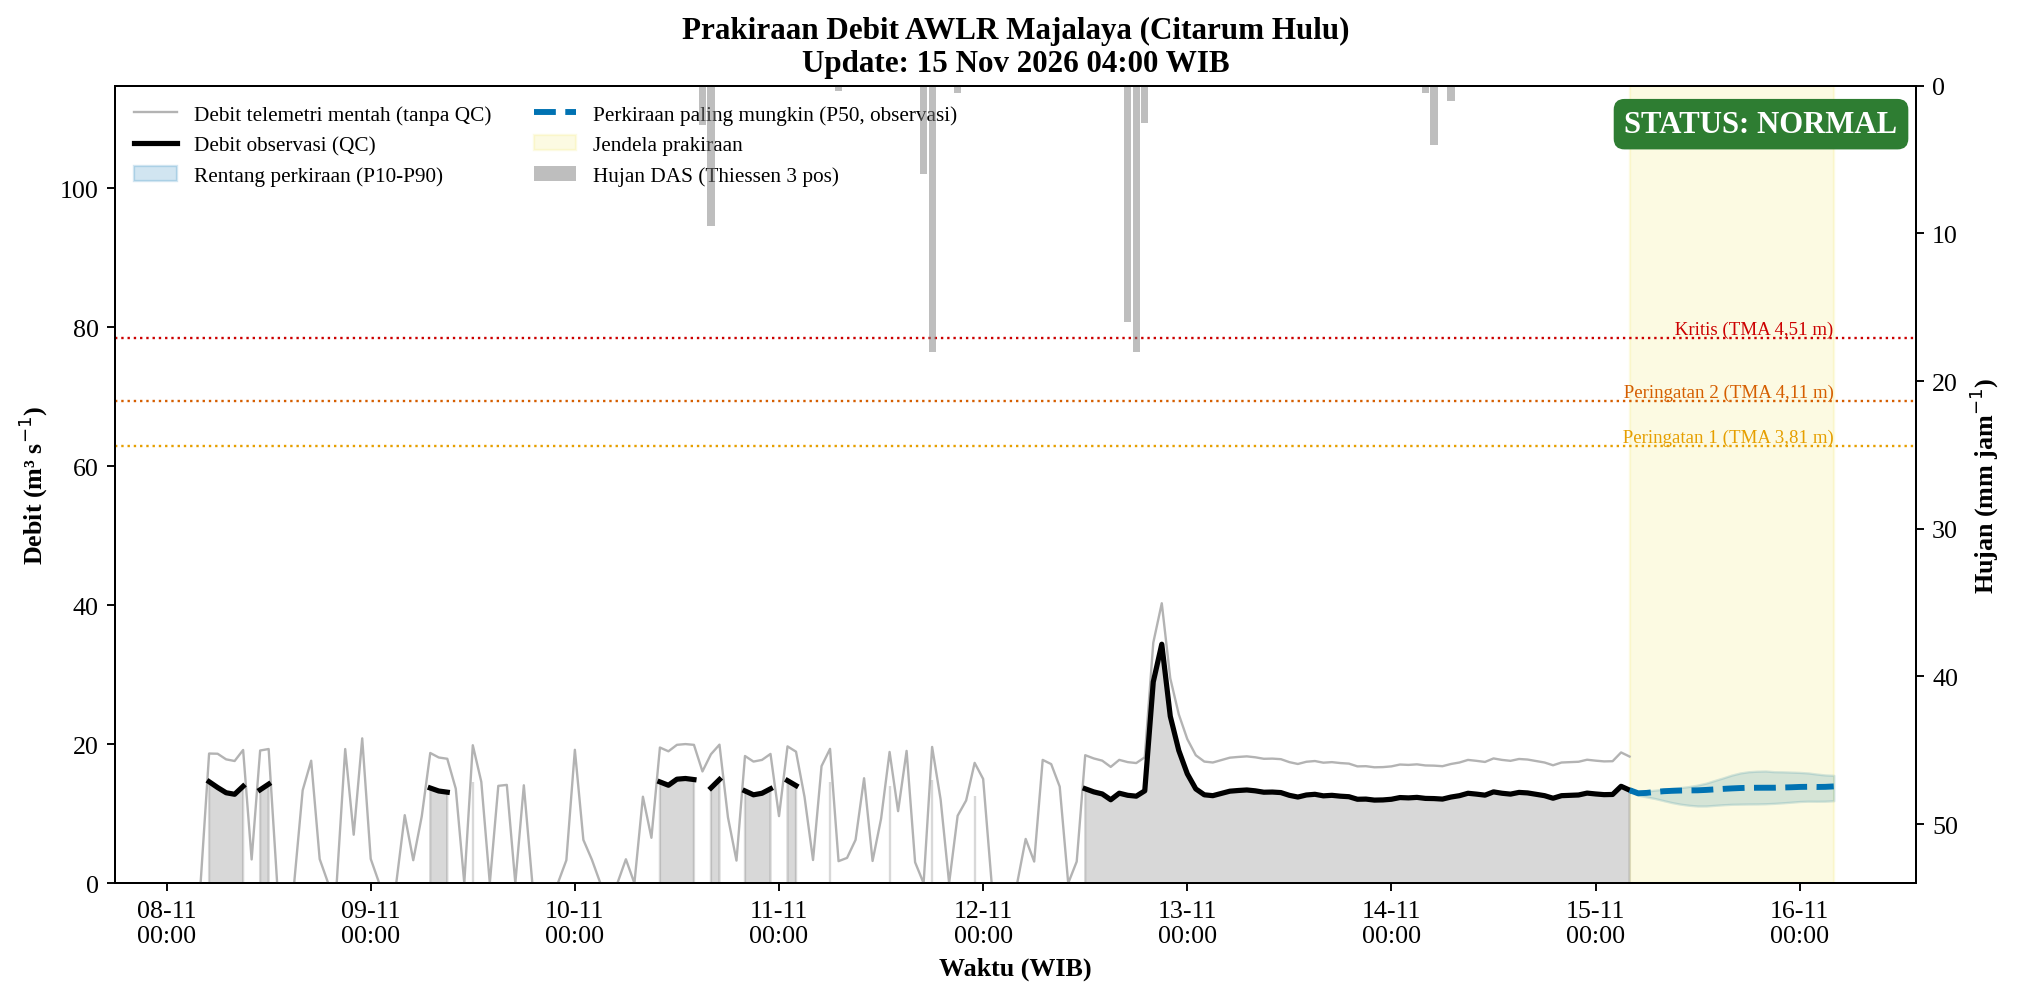 Prakiraan Debit AWLR Majalaya (Citarum Hulu)
Update: 15 Nov 2026 04:00 WIB
Debit telemetri mentah (tanpa QC)
Debit observasi (QC)
Rentang perkiraan (P10-P90)
Perkiraan paling mungkin (P50, observasi)
Jendela prakiraan
Hujan DAS (Thiessen 3 pos)
STATUS: NORMAL
Kritis (TMA 4,51 m)
Peringatan 2 (TMA 4,11 m)
Peringatan 1 (TMA 3,81 m)
Debit (m³ s⁻¹)
100
80
60
40
20
0
Hujan (mm jam⁻¹)
0
10
20
30
40
50
08-11
00:00
09-11
00:00
10-11
00:00
11-11
00:00
12-11
00:00
13-11
00:00
14-11
00:00
15-11
00:00
16-11
00:00
Waktu (WIB)